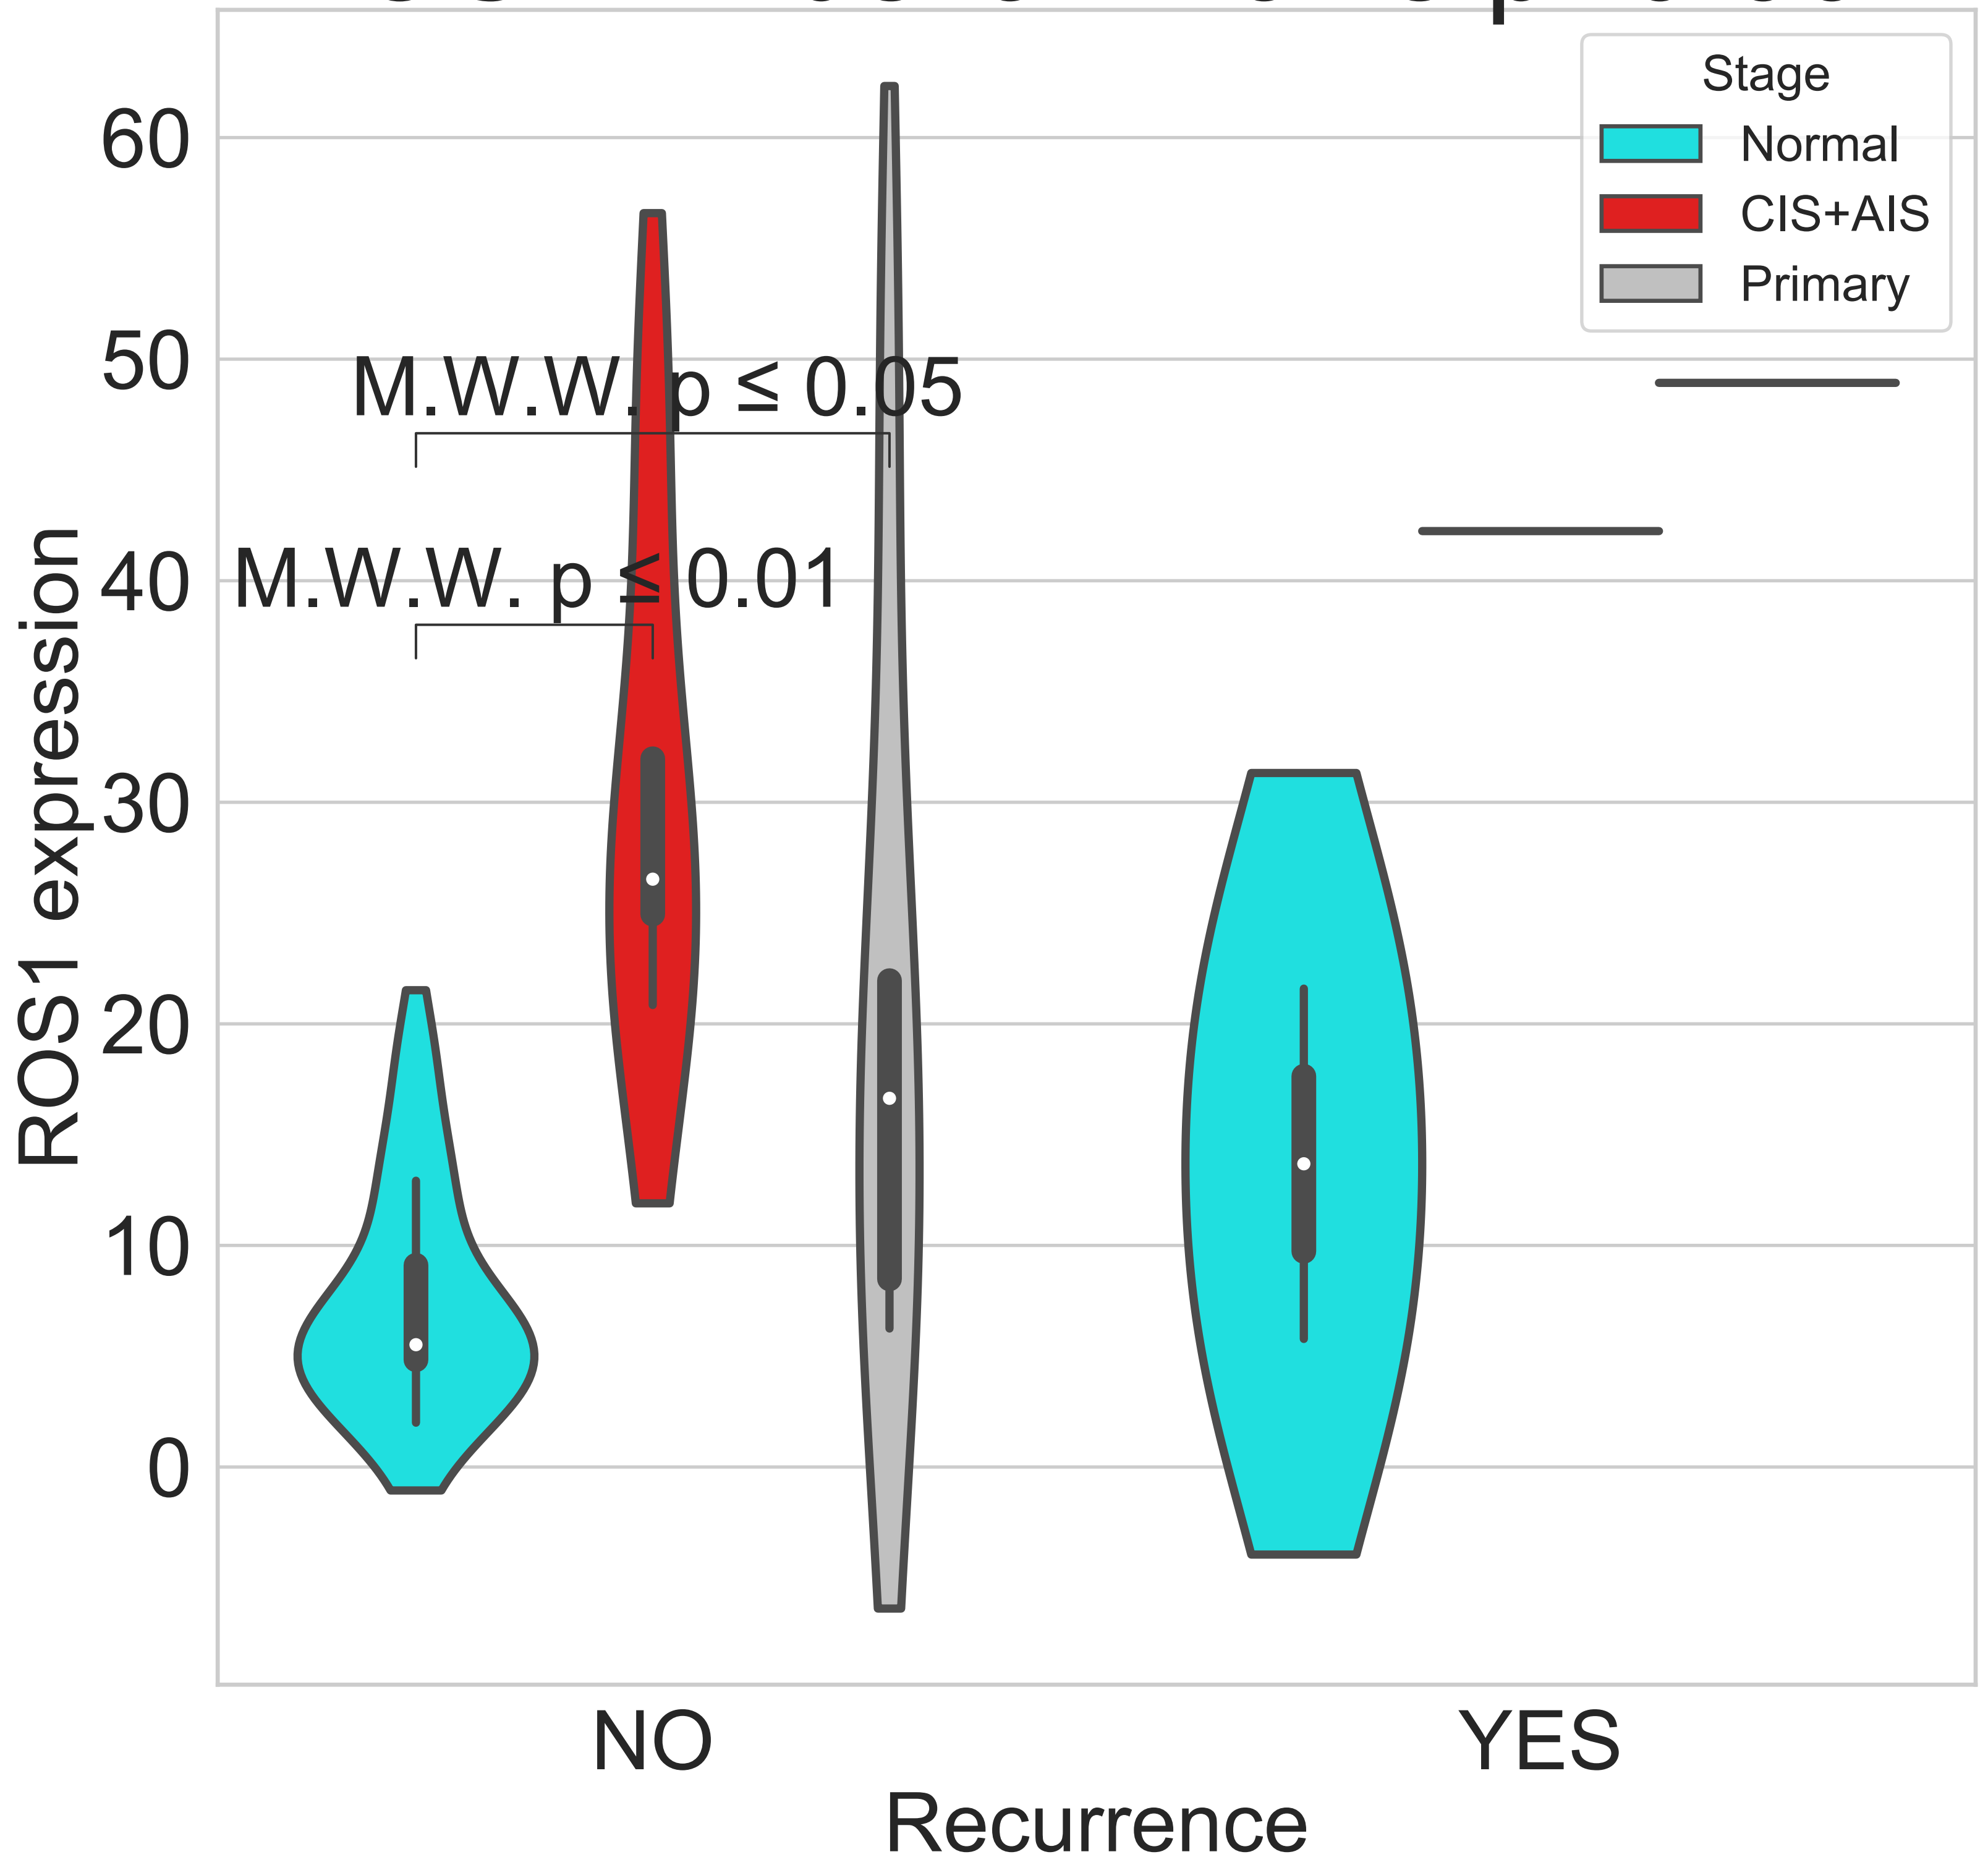 Stage
Normal
CIS+AIS
Primary
60
50
40
30
20
10
0
M.W.W. p ≤ 0.05
M.W.W. p ≤ 0.01
ROS1 expression
NO
YES
Recurrence